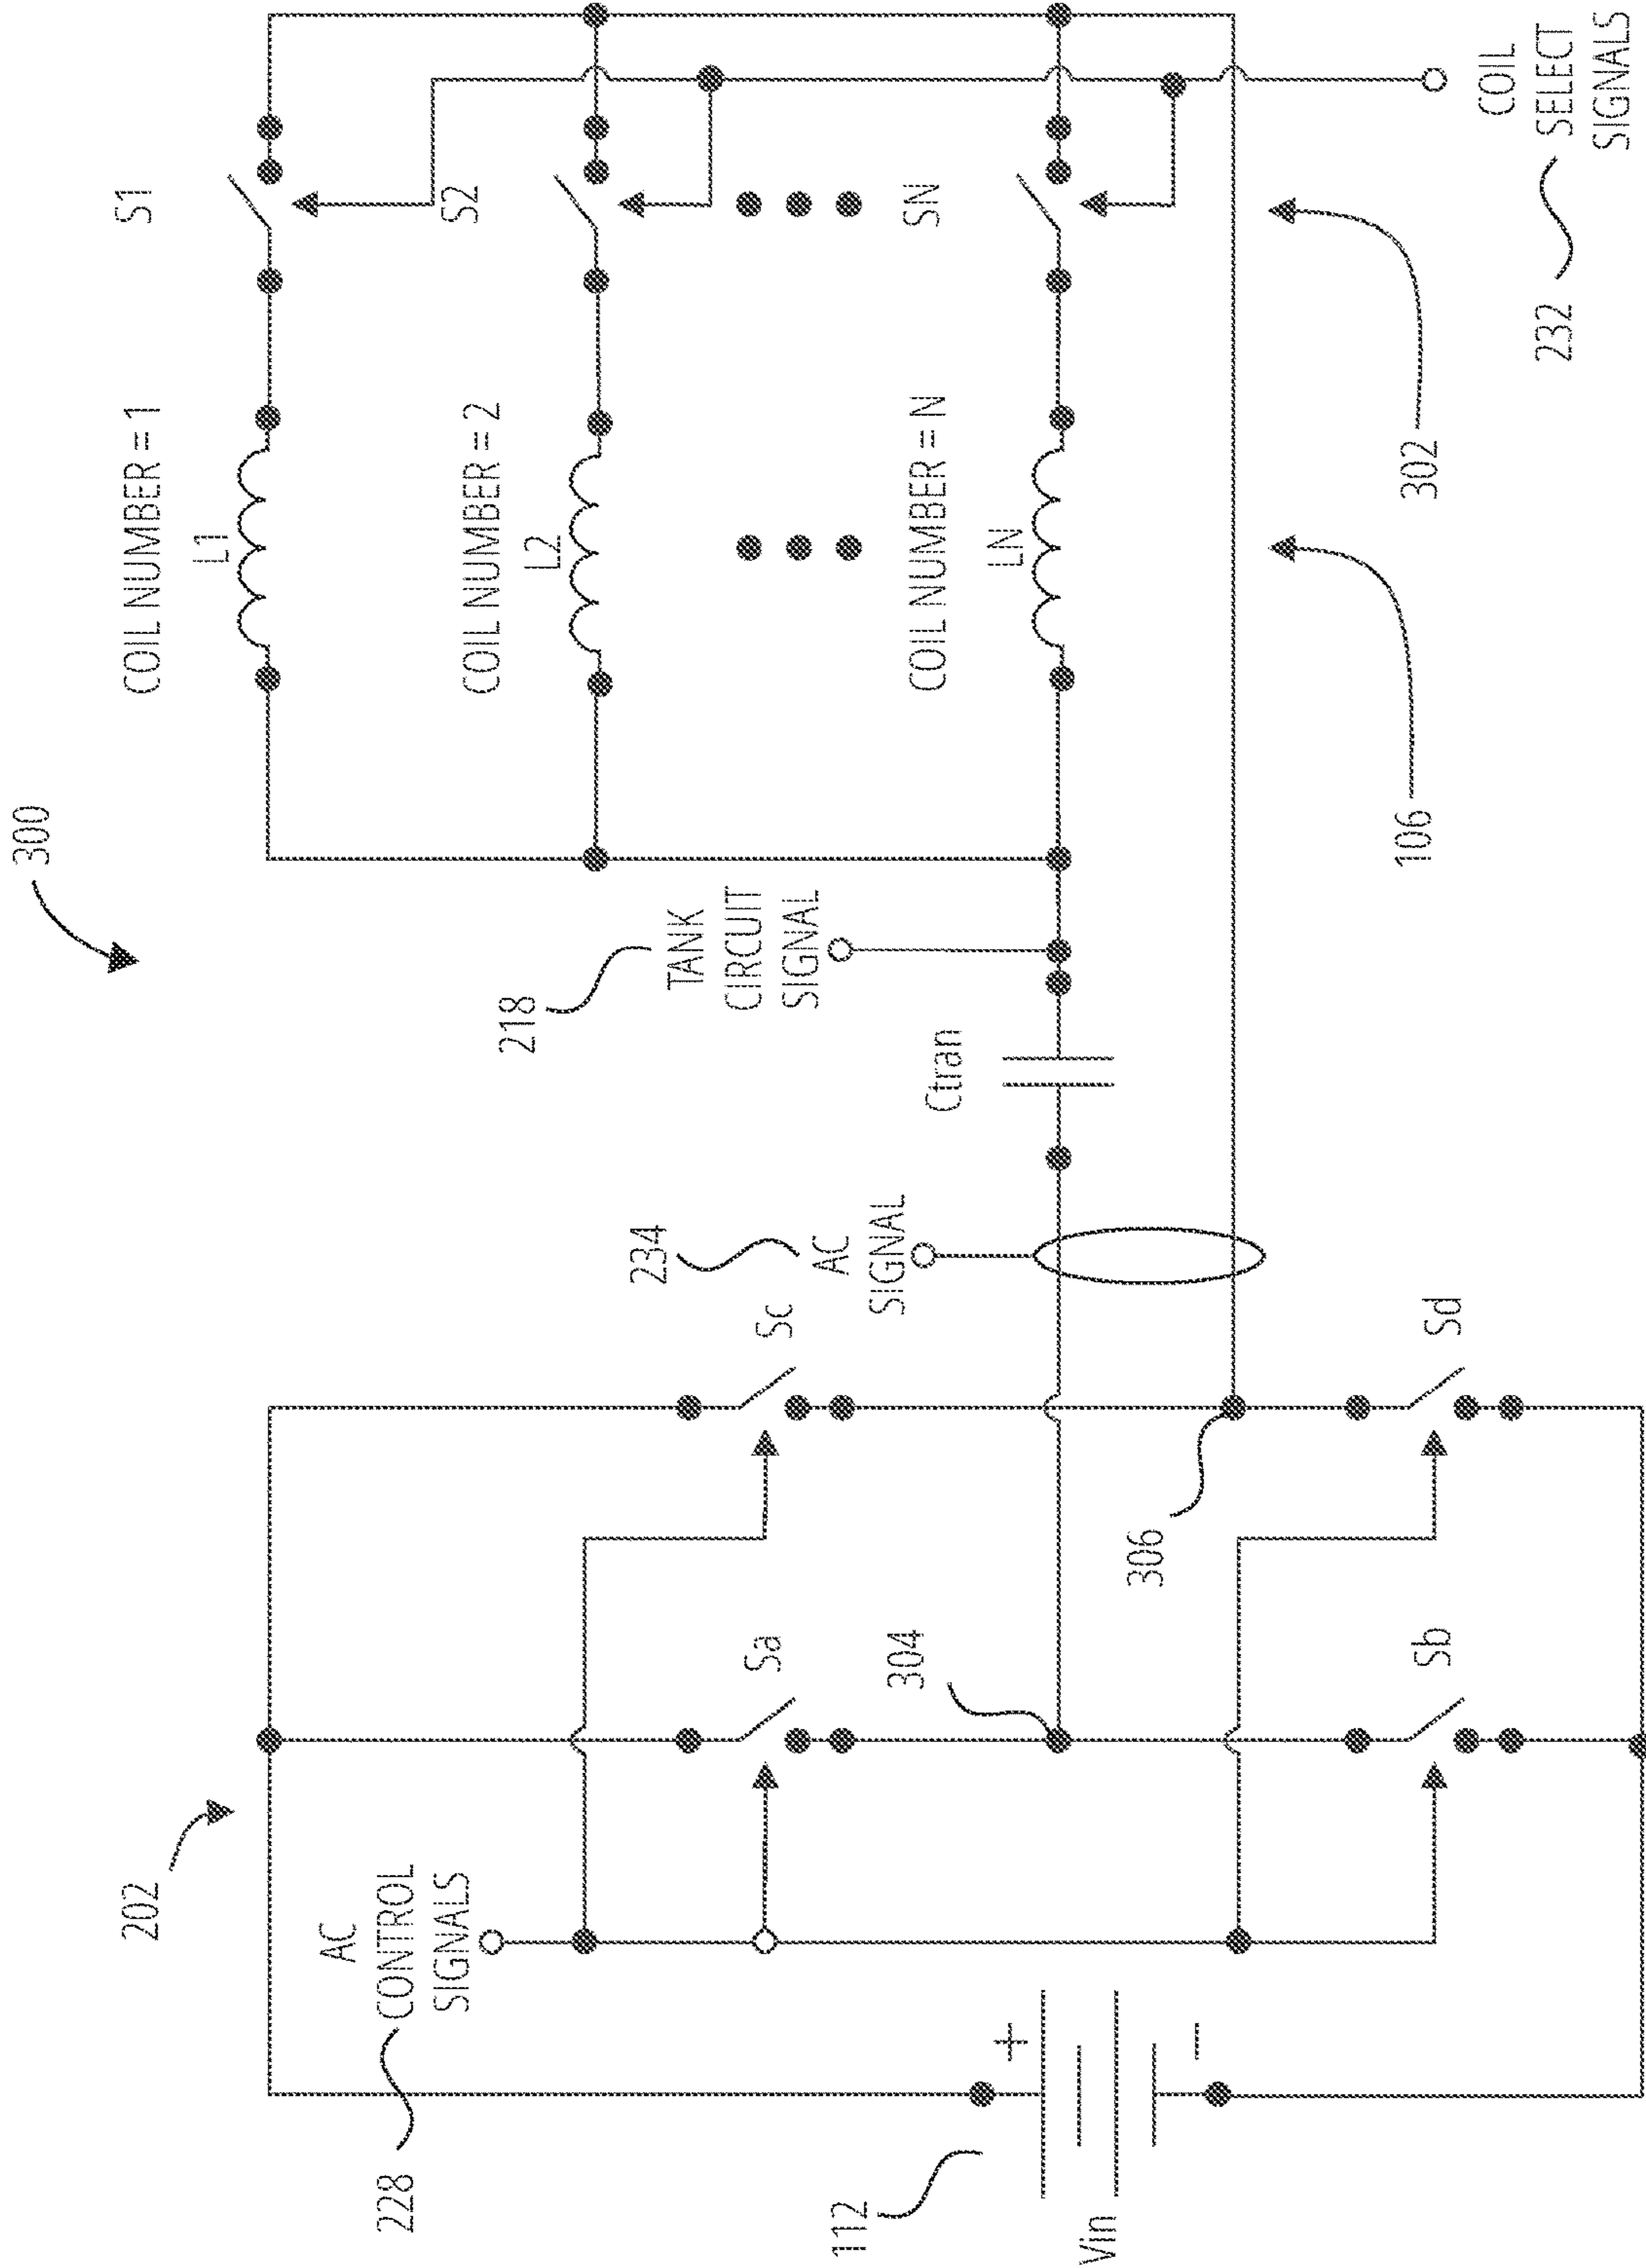 300
202
AC
CONTROL
SIGNALS
228
112
Vin
+
−
Sa
Sb
304
Sc
Sd
306
234
AC
SIGNAL
Ctran
218
TANK
CIRCUIT
SIGNAL
COIL NUMBER = 1
L1
S1
COIL NUMBER = 2
L2
S2
COIL NUMBER = N
LN
SN
106
302
232
COIL
SELECT
SIGNALS